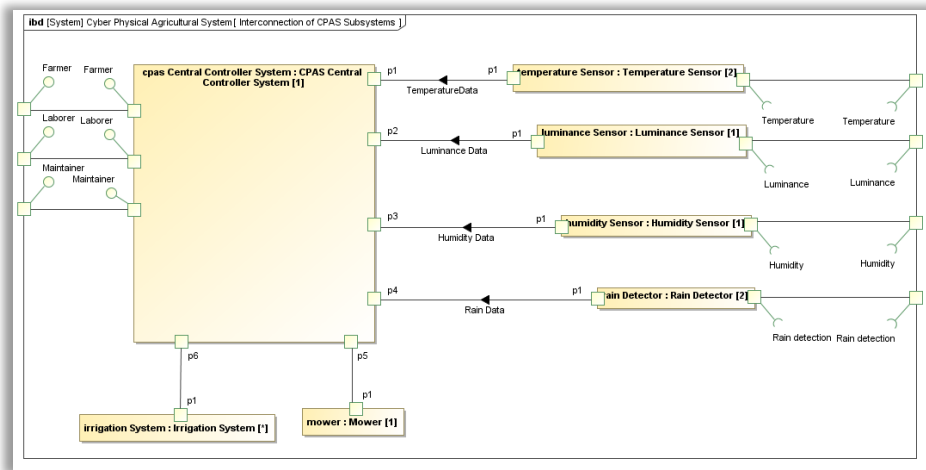 ibd [System] Cyber Physical Agricultural System [ Interconnection of CPAS Subsystems ]
Farmer
Farmer
cpas Central Controller System : CPAS Central
Controller System [1]
p1
TemperatureData
p1
temperature Sensor : Temperature Sensor [2]
Temperature
Temperature
Laborer
Laborer
p2
Luminance Data
p1
luminance Sensor : Luminance Sensor [1]
Luminance
Luminance
Maintainer
Maintainer
p3
Humidity Data
p1
humidity Sensor : Humidity Sensor [1]
Humidity
Humidity
p4
Rain Data
p1
ain Detector : Rain Detector [2]
Rain detection
Rain detection
p6
p5
p1
p1
irrigation System : Irrigation System [*]
mower : Mower [1]